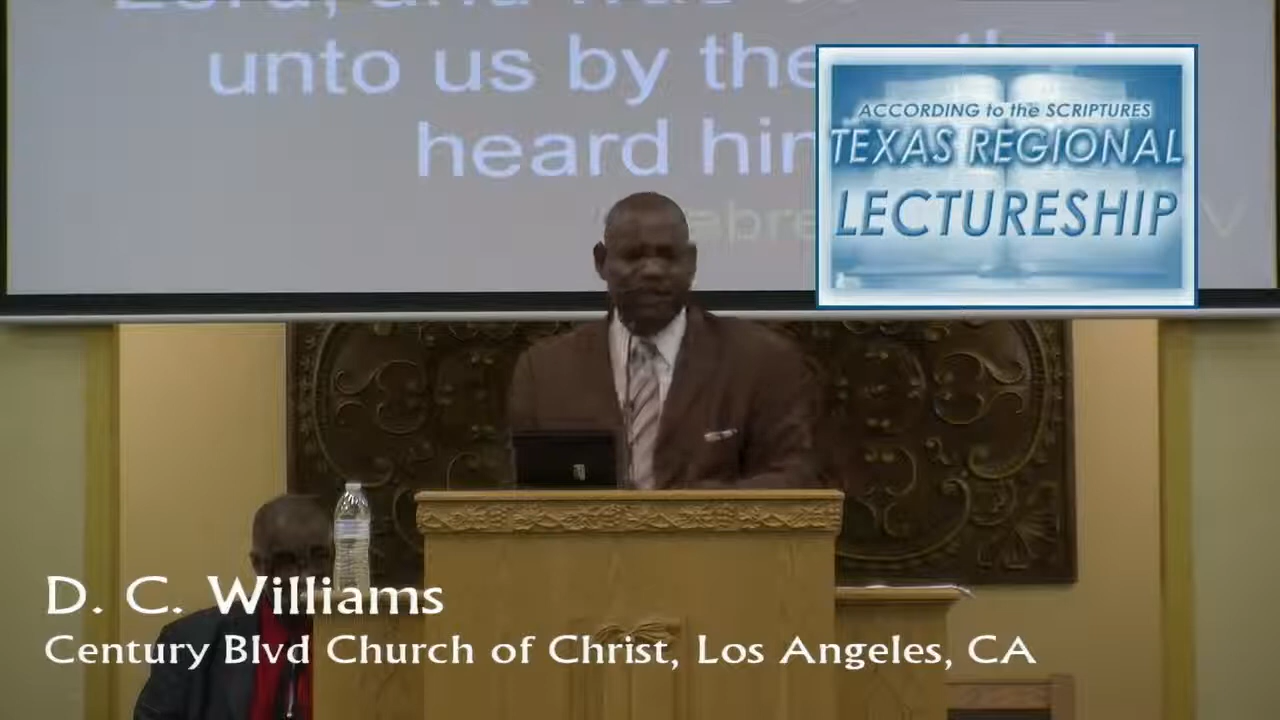 unto us by the
heard him
ACCORDING to the SCRIPTURES
TEXAS REGIONAL
LECTURESHIP
D. C. Williams
Century Blvd Church of Christ, Los Angeles, CA